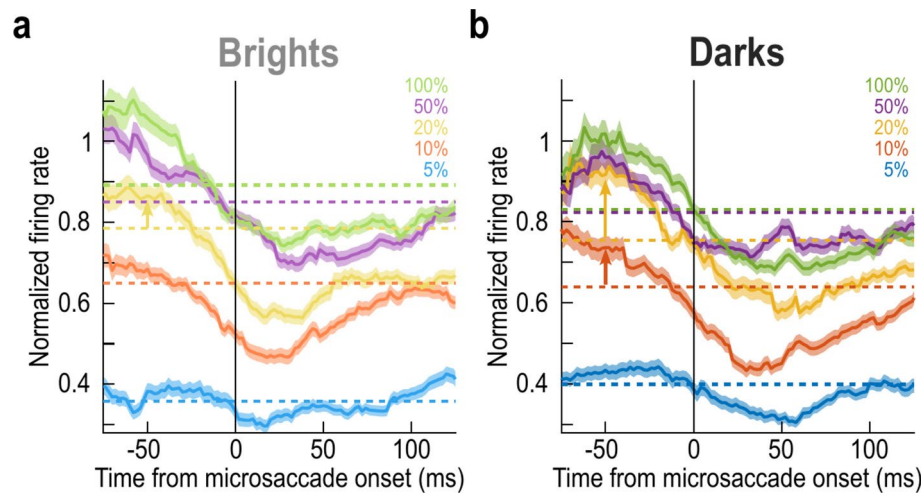 a
Brights
100%
50%
20%
10%
5%
1
0.8
0.6
0.4
Normalized firing rate
-50 0 50 100
Time from microsaccade onset (ms)
b
Darks
100%
50%
20%
10%
5%
1
0.8
0.6
0.4
Normalized firing rate
-50 0 50 100
Time from microsaccade onset (ms)